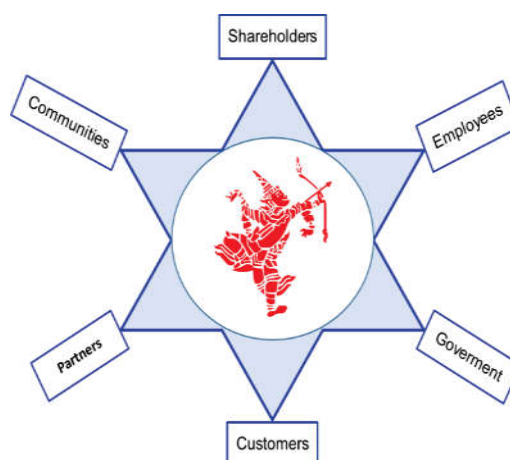 Shareholders
Communities
Employees
Partners
Goverment
Customers